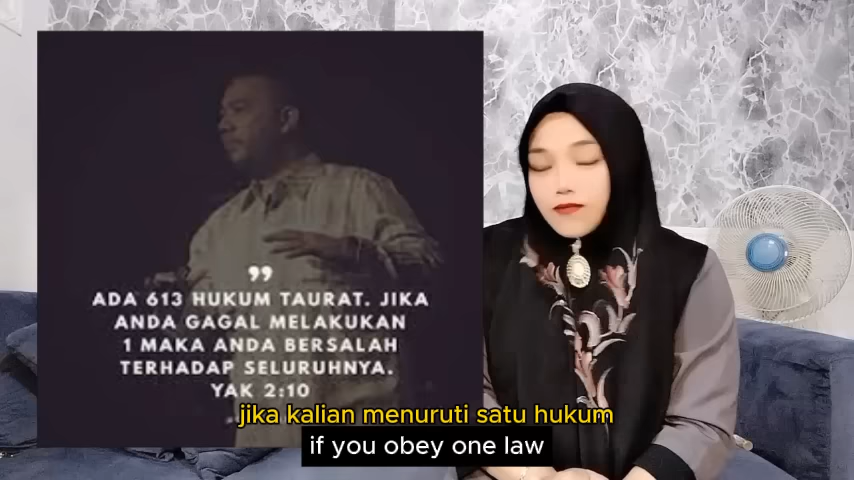 ”
ADA 613 HUKUM TAURAT. JIKA
ANDA GAGAL MELAKUKAN
1 MAKA ANDA BERSALAH
TERHADAP SELURUHNYA.
YAK 2:10
jika kalian menuruti satu hukum
if you obey one law